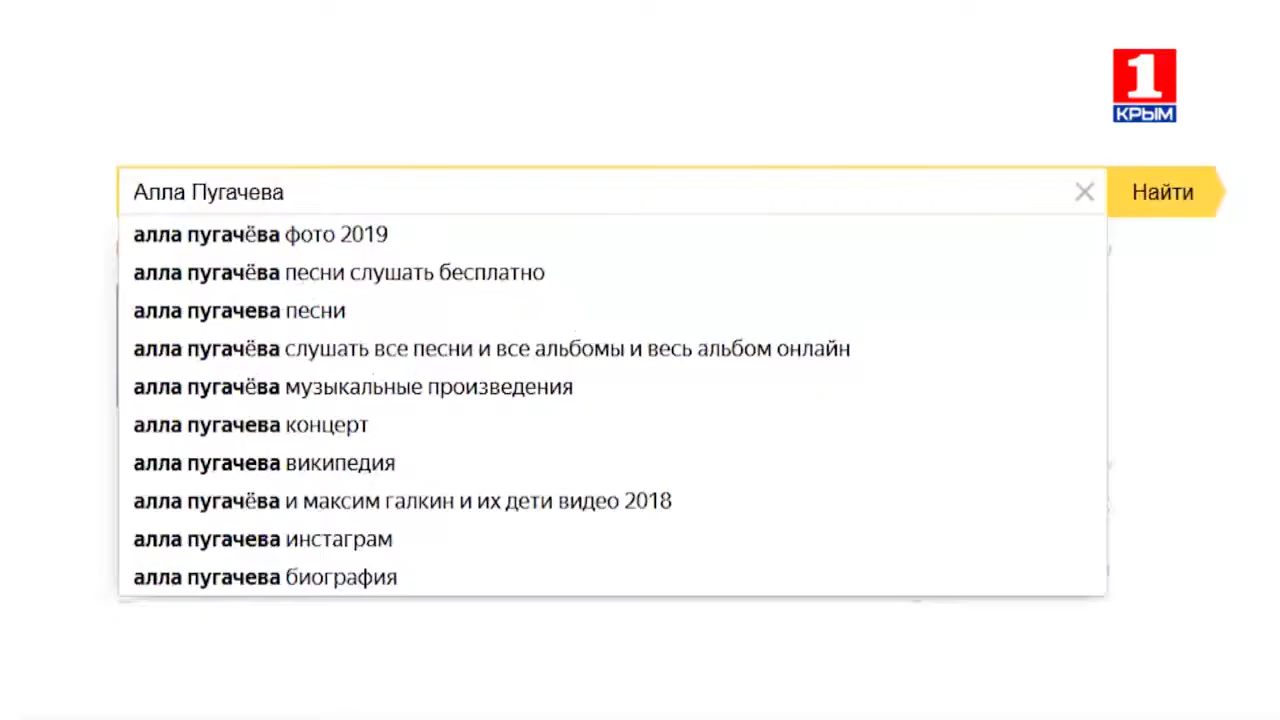 1
КРЫМ
Алла Пугачева
Найти
алла пугачёва фото 2019
алла пугачёва песни слушать бесплатно
алла пугачева песни
алла пугачёва слушать все песни и все альбомы и весь альбом онлайн
алла пугачёва музыкальные произведения
алла пугачева концерт
алла пугачева википедия
алла пугачёва и максим галкин и их дети видео 2018
алла пугачева инстаграм
алла пугачева биография